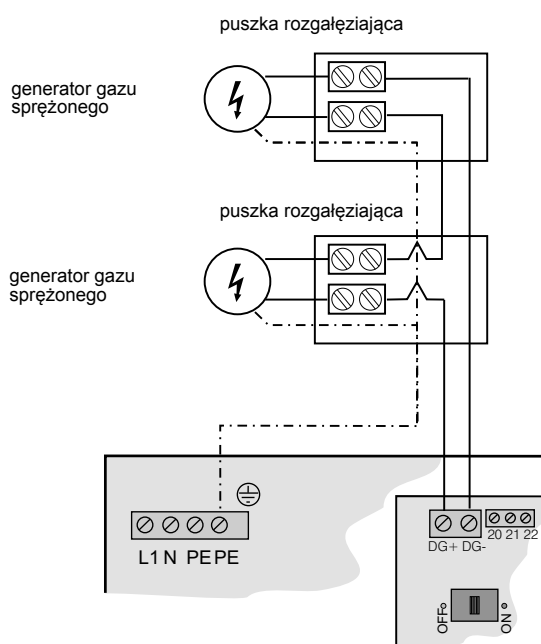 puszka rozgałęziająca
generator gazu
sprężonego
puszka rozgałęziająca
generator gazu
sprężonego
L1 N PE PE
DG+ DG-
20 21 22
OFF
ON